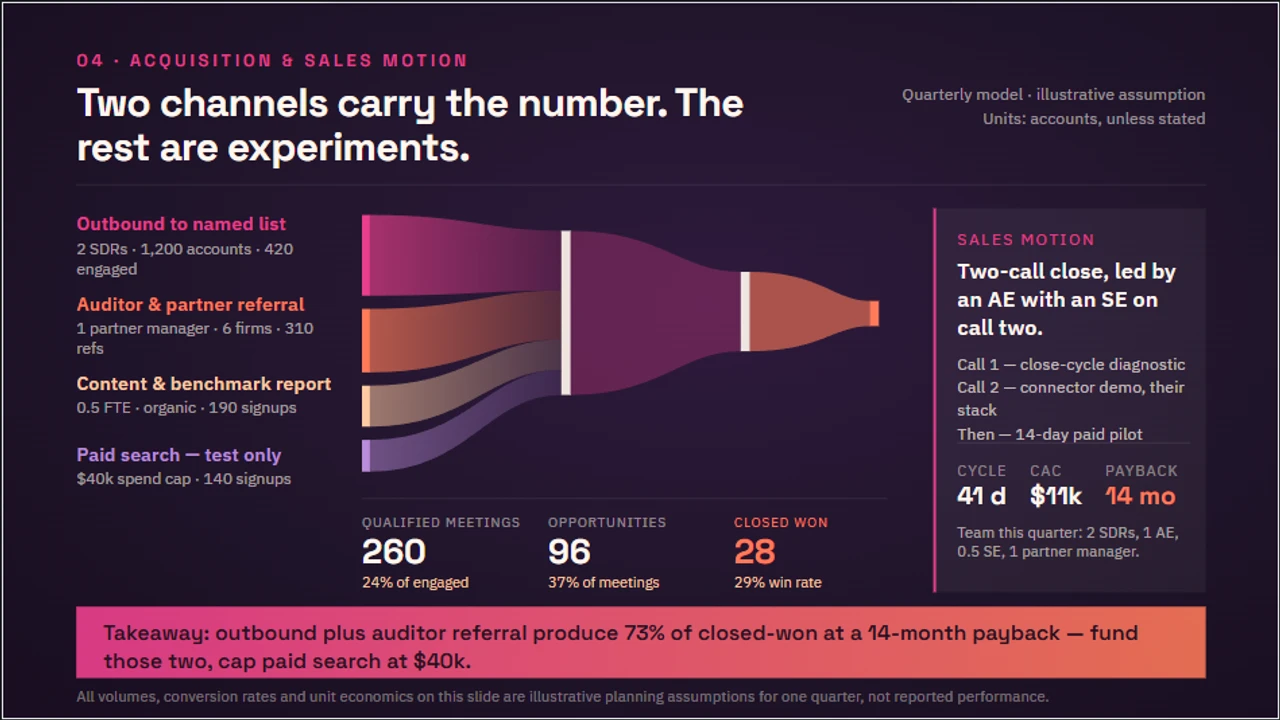 04 · ACQUISITION & SALES MOTION
Two channels carry the number. The
rest are experiments.
Quarterly model · illustrative assumption
Units: accounts, unless stated
Outbound to named list
2 SDRs · 1,200 accounts · 420
engaged
Auditor & partner referral
1 partner manager · 6 firms · 310
refs
Content & benchmark report
0.5 FTE · organic · 190 signups
Paid search — test only
$40k spend cap · 140 signups
QUALIFIED MEETINGS
260
24% of engaged
OPPORTUNITIES
96
37% of meetings
CLOSED WON
28
29% win rate
SALES MOTION
Two-call close, led by
an AE with an SE on
call two.
Call 1 — close-cycle diagnostic
Call 2 — connector demo, their
stack
Then — 14-day paid pilot
CYCLE
41 d
CAC
$11k
PAYBACK
14 mo
Team this quarter: 2 SDRs, 1 AE,
0.5 SE, 1 partner manager.
Takeaway: outbound plus auditor referral produce 73% of closed-won at a 14-month payback — fund
those two, cap paid search at $40k.
All volumes, conversion rates and unit economics on this slide are illustrative planning assumptions for one quarter, not reported performance.